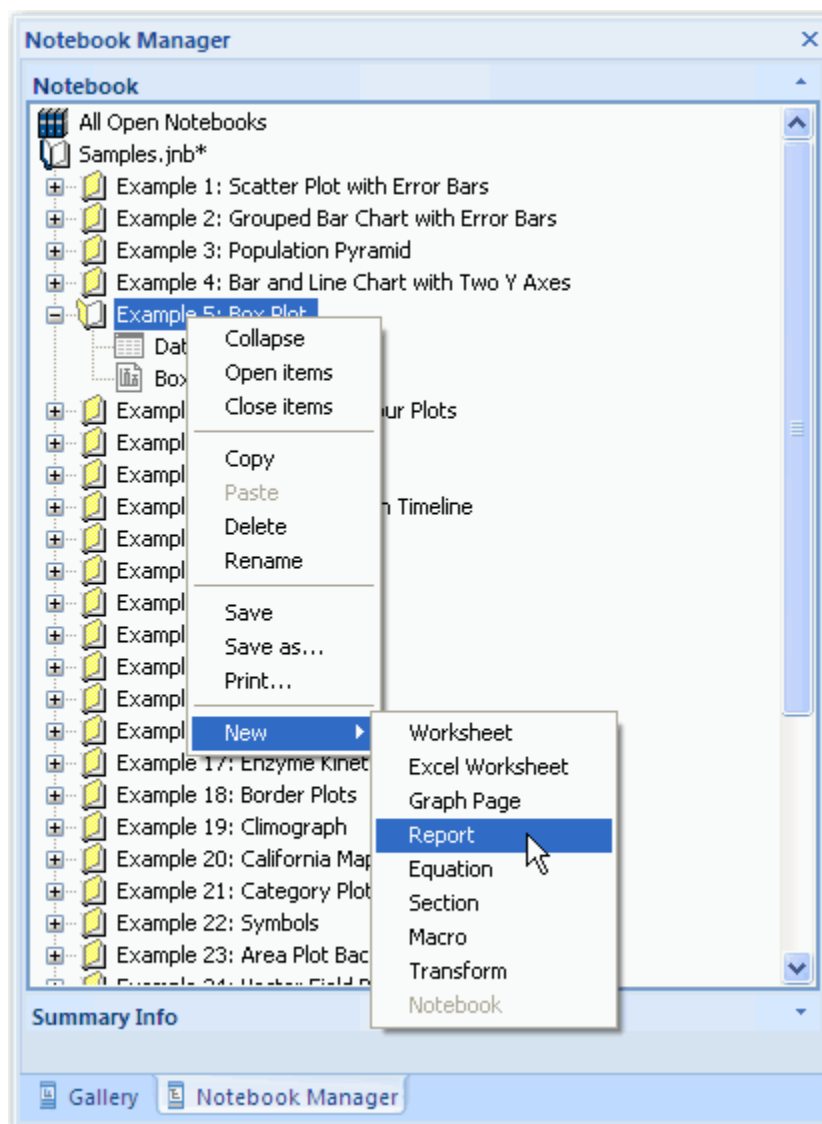 Notebook Manager
Notebook
All Open Notebooks
Samples.jnb*
Example 1: Scatter Plot with Error Bars
Example 2: Grouped Bar Chart with Error Bars
Example 3: Population Pyramid
Example 4: Bar and Line Chart with Two Y Axes
Example 5: Box Plot
Collapse
Open items
Close items
Copy
Paste
Delete
Rename
Save
Save as...
Print...
New
Worksheet
Excel Worksheet
Graph Page
Report
Equation
Section
Macro
Transform
Notebook
Plots
Timeline
Example 17: Enzyme
Example 18: Border Plots
Example 19: Climograph
Example 20: California
Example 21: Category Plot
Example 22: Symbols
Example 23: Area Plot
Summary Info
Gallery
Notebook Manager